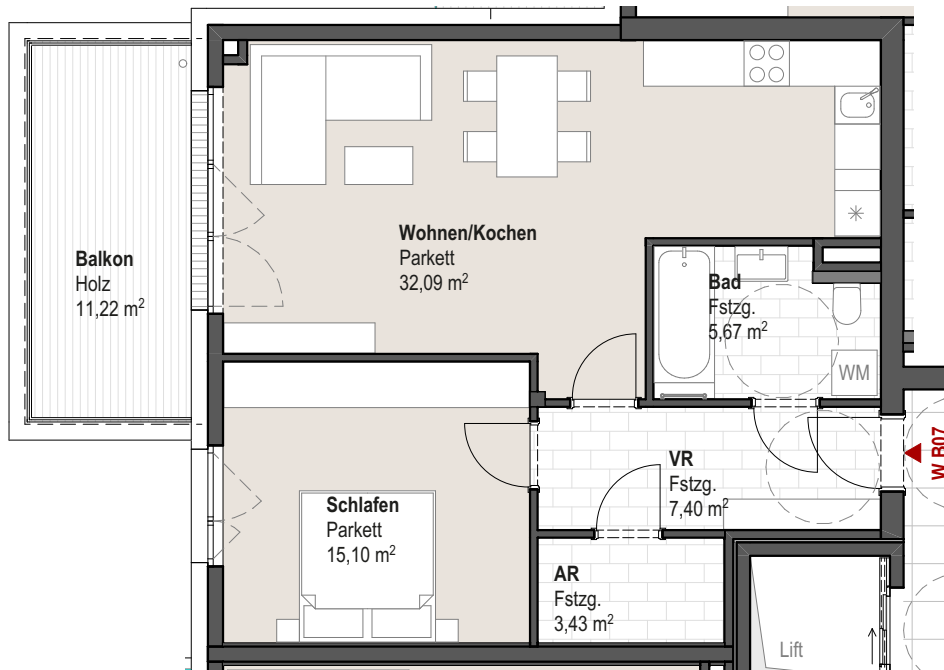 Balkon
Holz
11,22 m²
Wohnen/Kochen
Parkett
32,09 m²
Bad
Fstzg.
5,67 m²
WM
W B07
VR
Fstzg.
7,40 m²
Schlafen
Parkett
15,10 m²
AR
Fstzg.
3,43 m²
Lift